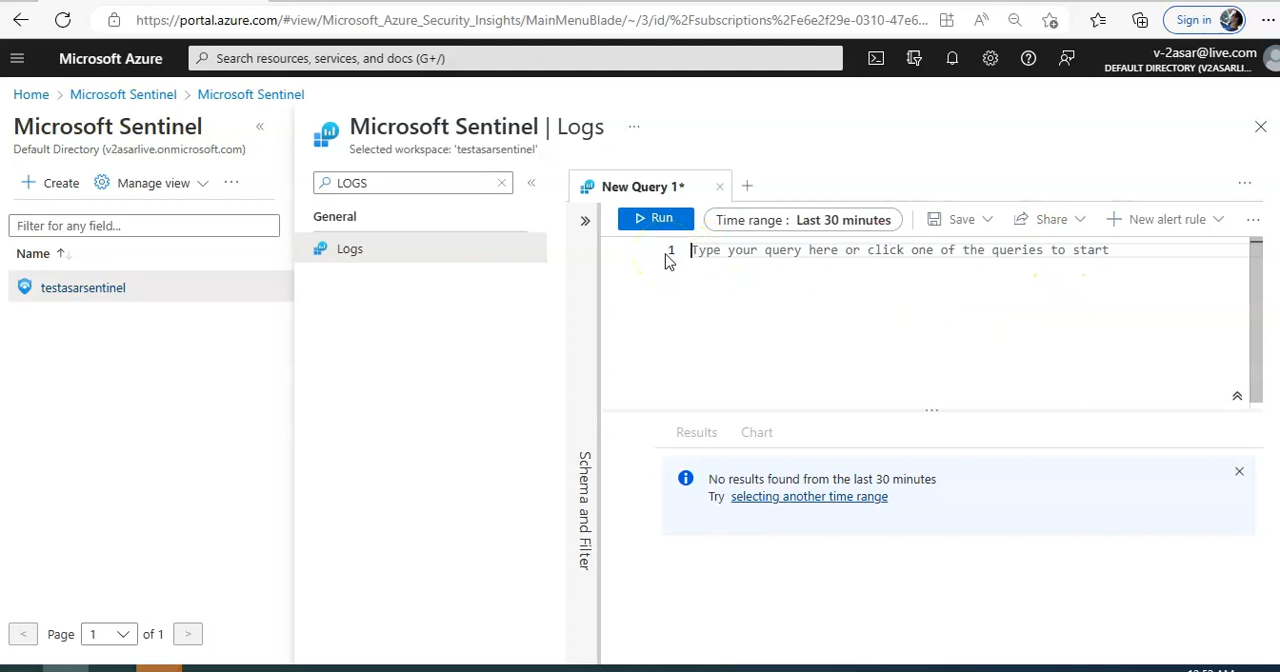 https://portal.azure.com/#view/Microsoft_Azure_Security_Insights/MainMenuBlade/~/3/id/%2Fsubscriptions%2Fe6e2f29e-0310-47e6...
Sign in
Microsoft Azure
Search resources, services, and docs (G+/)
v-2asar@live.com
DEFAULT DIRECTORY (V2ASARLI...
Home > Microsoft Sentinel > Microsoft Sentinel
Microsoft Sentinel
Default Directory (v2asarlive.onmicrosoft.com)
Create
Manage view
Filter for any field...
Name
testasarsentinel
< Page 1 of 1 >
Microsoft Sentinel | Logs
Selected workspace: 'testasarsentinel'
LOGS
General
Logs
New Query 1*
Run
Time range : Last 30 minutes
Save
Share
New alert rule
1 Type your query here or click one of the queries to start
Schema and Filter
Results Chart
No results found from the last 30 minutes
Try selecting another time range